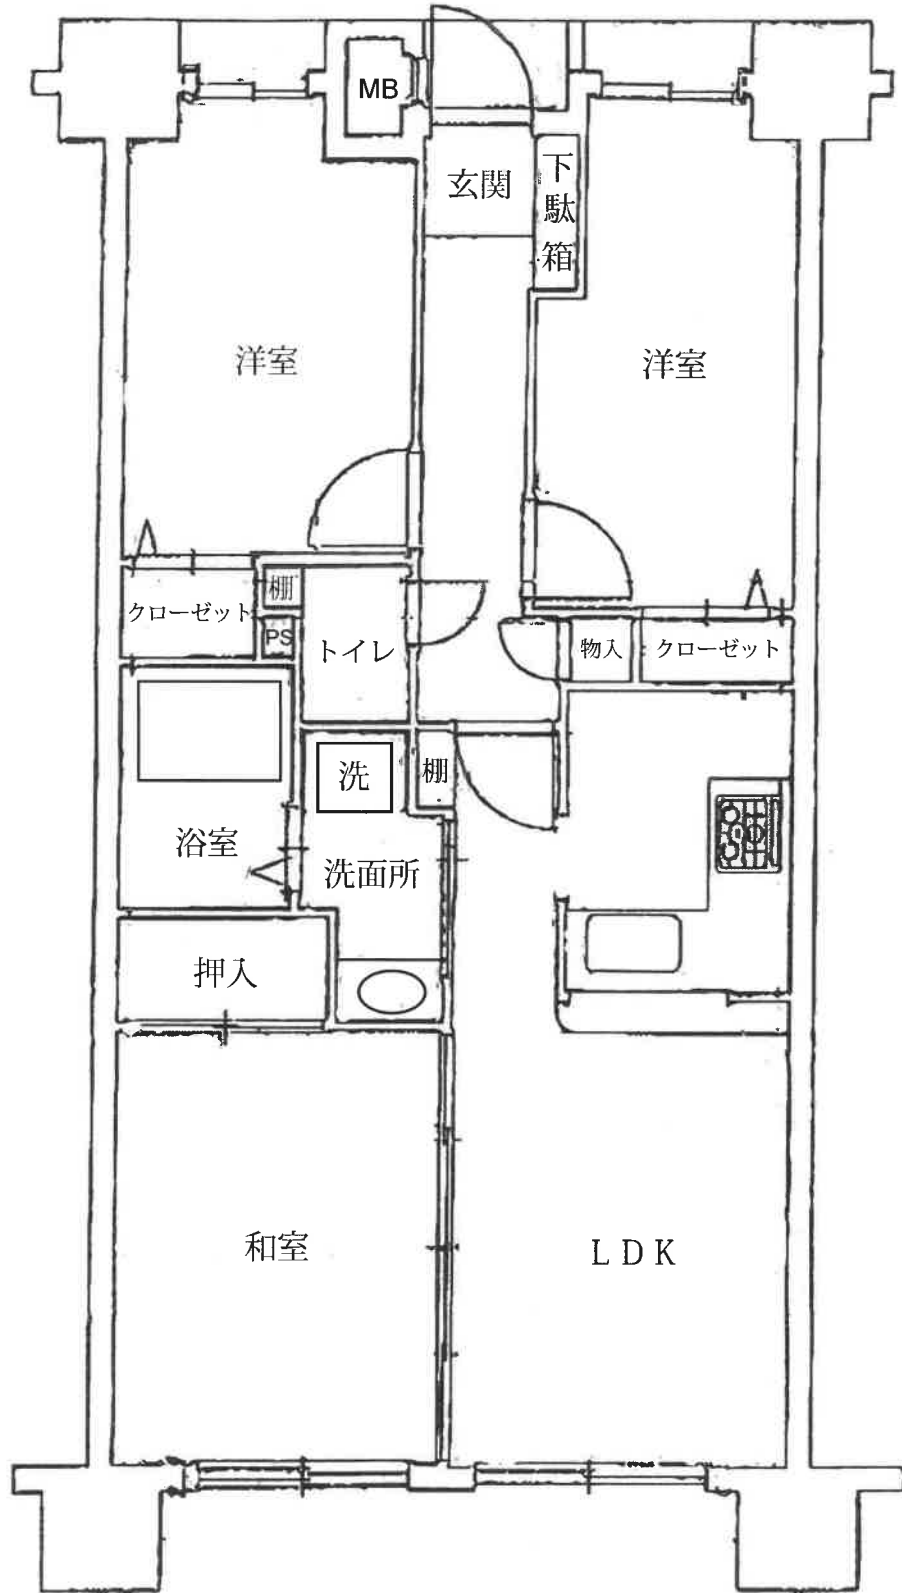 MB
玄関
下駄箱
洋室
洋室
クローゼット
棚
PS
トイレ
物入
クローゼット
洗
棚
浴室
洗面所
押入
和室
LDK